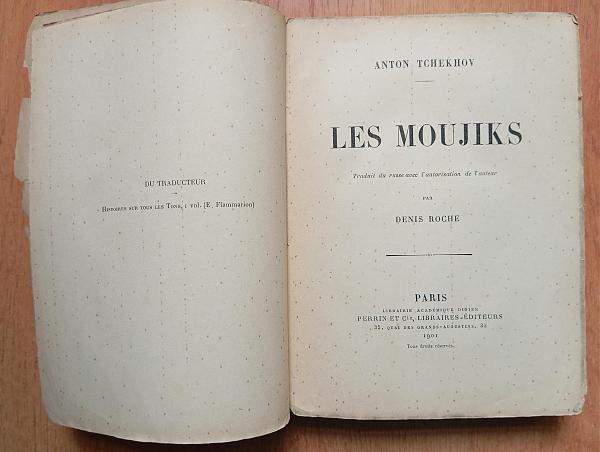 DU TRADUCTEUR
HISTOIRES SUR TOUS LES TONS, 1 vol. (E. Flammarion)
ANTON TCHEKHOV
LES MOUJIKS
Traduit du russe avec l'autorisation de l'auteur
PAR
DENIS ROCHE
PARIS
LIBRAIRIE ACADÉMIQUE DIDIER
PERRIN ET Cie, LIBRAIRES-ÉDITEURS
35, QUAI DES GRANDS-AUGUSTINS, 35
1901
Tous droits réservés.